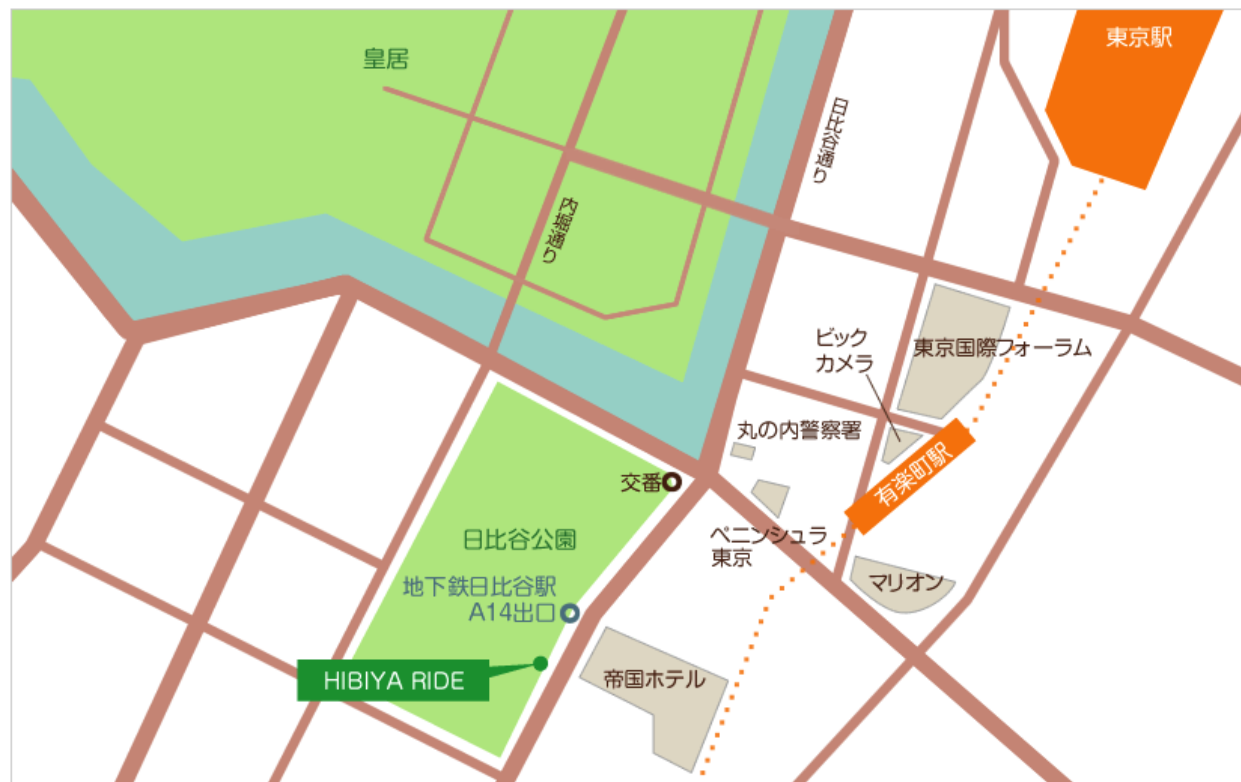 東京駅
皇居
日比谷通り
内堀通り
ビック
カメラ
東京国際フォーラム
丸の内警察署
交番
有楽町駅
ペニンシュラ
東京
日比谷公園
地下鉄日比谷駅
A14出口
マリオン
HIBIYA RIDE
帝国ホテル